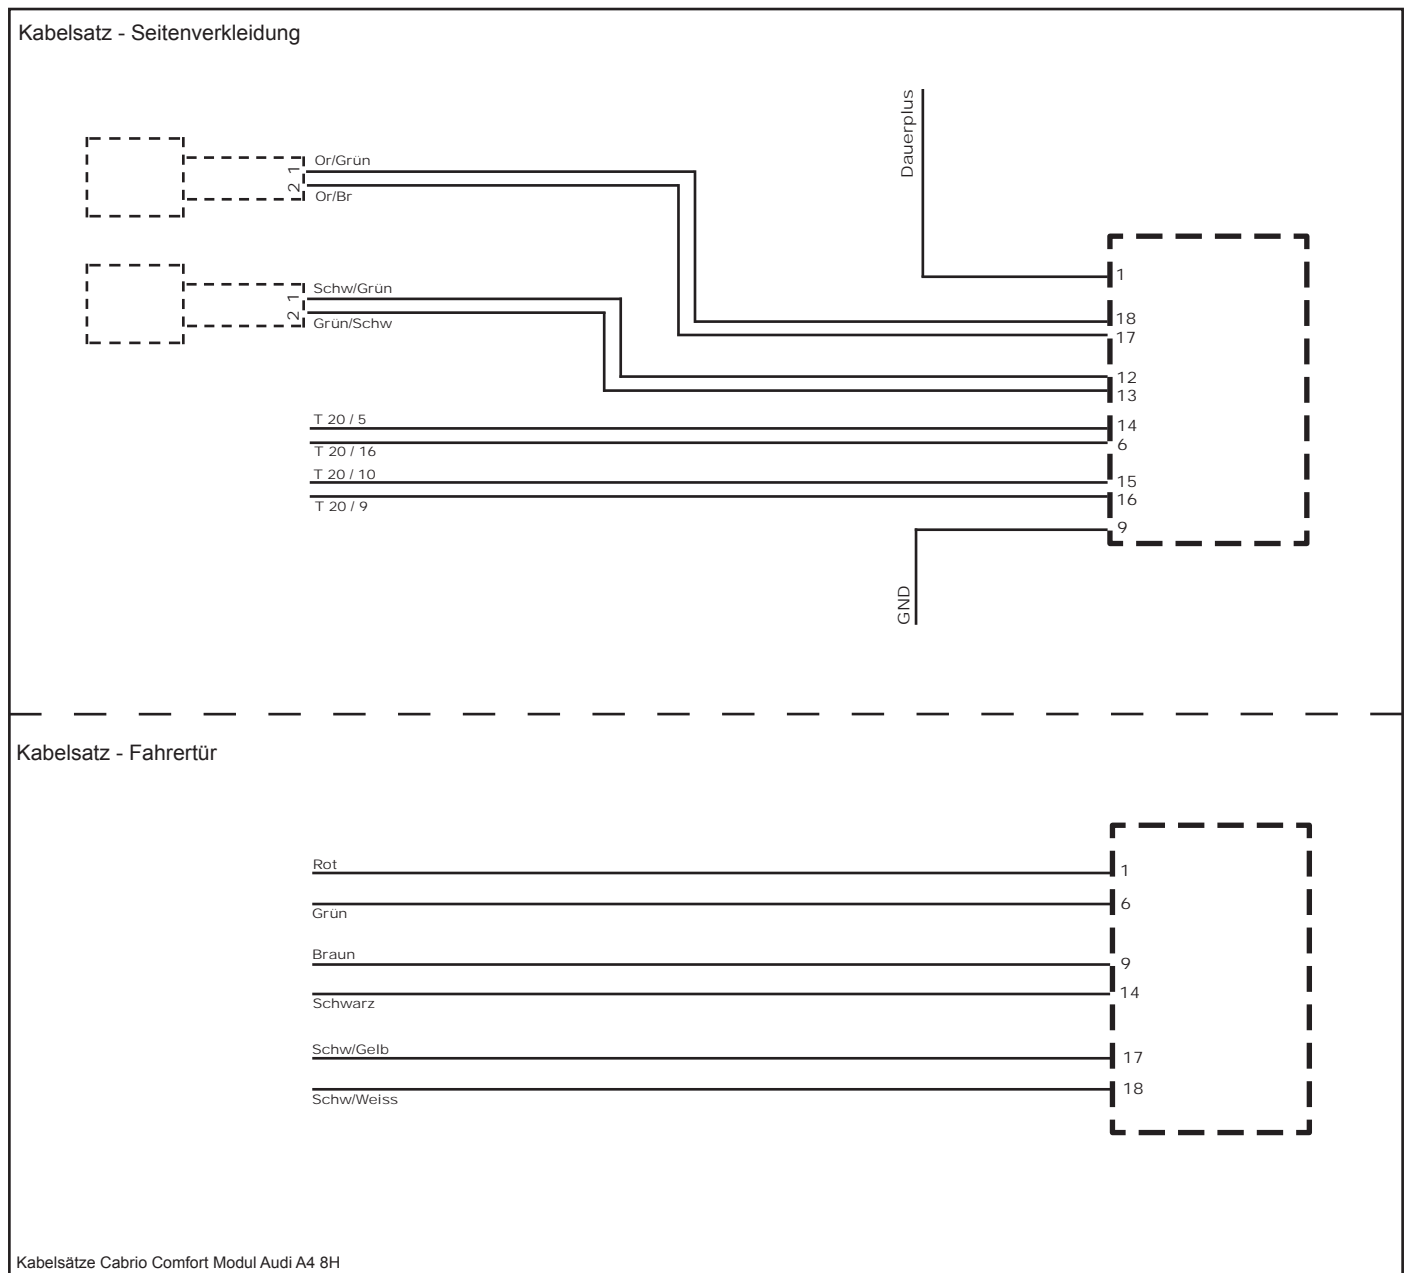 Kabelsatz - Seitenverkleidung
Dauerplus
Or/Grün
1
2
Or/Br
1
Schw/Grün
1
2
Grün/Schw
18
17
12
13
T 20 / 5
14
T 20 / 16
6
T 20 / 10
15
T 20 / 9
16
9
GND
Kabelsatz - Fahrertür
Rot
1
Grün
6
Braun
9
Schwarz
14
Schw/Gelb
17
Schw/Weiss
18
Kabelsätze Cabrio Comfort Modul Audi A4 8H